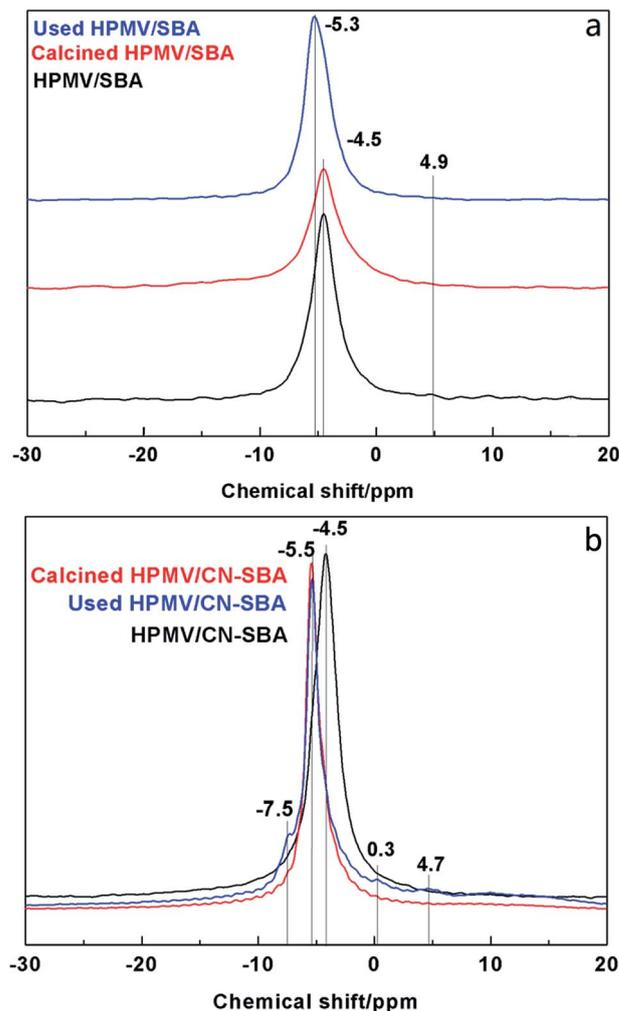 a
Used HPMV/SBA
Calcined HPMV/SBA
HPMV/SBA
-5.3
-4.5
4.9
-30 -20 -10 0 10 20
Chemical shift/ppm
b
-4.5
-5.5
Calcined HPMV/CN-SBA
Used HPMV/CN-SBA
HPMV/CN-SBA
-7.5
0.3
4.7
-30 -20 -10 0 10 20
Chemical shift/ppm